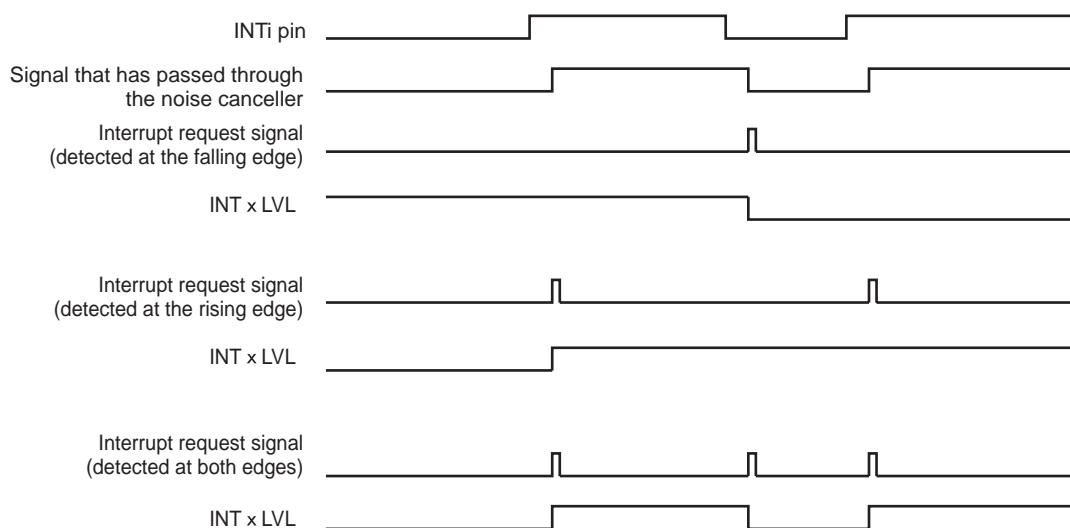 INTi pin
Signal that has passed through
the noise canceller
Interrupt request signal
(detected at the falling edge)
INT x LVL
Interrupt request signal
(detected at the rising edge)
INT x LVL
Interrupt request signal
(detected at both edges)
INT x LVL